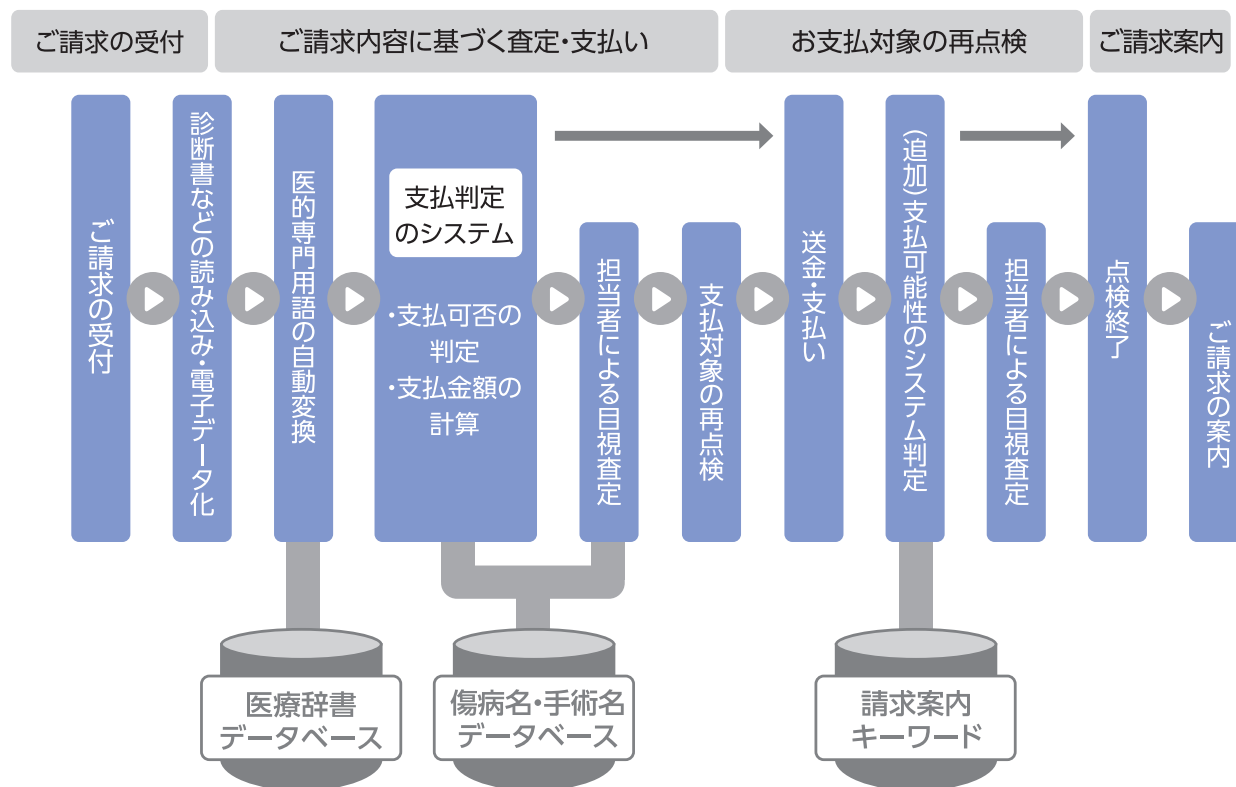 ご請求の受付
ご請求内容に基づく査定・支払い
お支払対象の再点検
ご請求案内
ご請求の受付
診断書などの読み込み・電子データ化
医的専門用語の自動変換
支払判定
のシステム
・支払可否の
判定
・支払金額の
計算
担当者による目視査定
支払対象の再点検
送金・支払い
（追加）支払可能性のシステム判定
担当者による目視査定
点検終了
ご請求の案内
医療辞書
データベース
傷病名・手術名
データベース
請求案内
キーワード